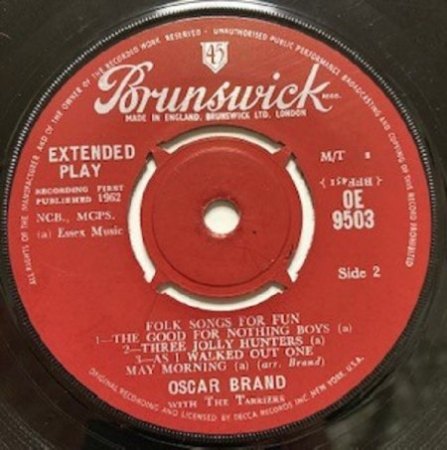 ALL RIGHTS OF THE MANUFACTURER AND OF THE OWNER OF THE RECORDED WORK RESERVED - UNAUTHORISED PUBLIC PERFORMANCE BROADCASTING AND COPYING OF THIS RECORD PROHIBITED
45
Brunswick
REGD.
MADE IN ENGLAND. BRUNSWICK LTD. LONDON
EXTENDED
PLAY
RECORDING FIRST
PUBLISHED 1962
NCB., MCPS.
(a) Essex Music
M/T
OE
9503
Side 2
FOLK SONGS FOR FUN
1—THE GOOD FOR NOTHING BOYS (a)
2—THREE JOLLY HUNTERS (a)
3—AS I WALKED OUT ONE
MAY MORNING (a) (arr. Brand)
OSCAR BRAND
WITH THE TARRIERS
ORIGINAL RECORDING BY AND LICENSED BY DECCA RECORDS INC. NEW YORK, U.S.A.